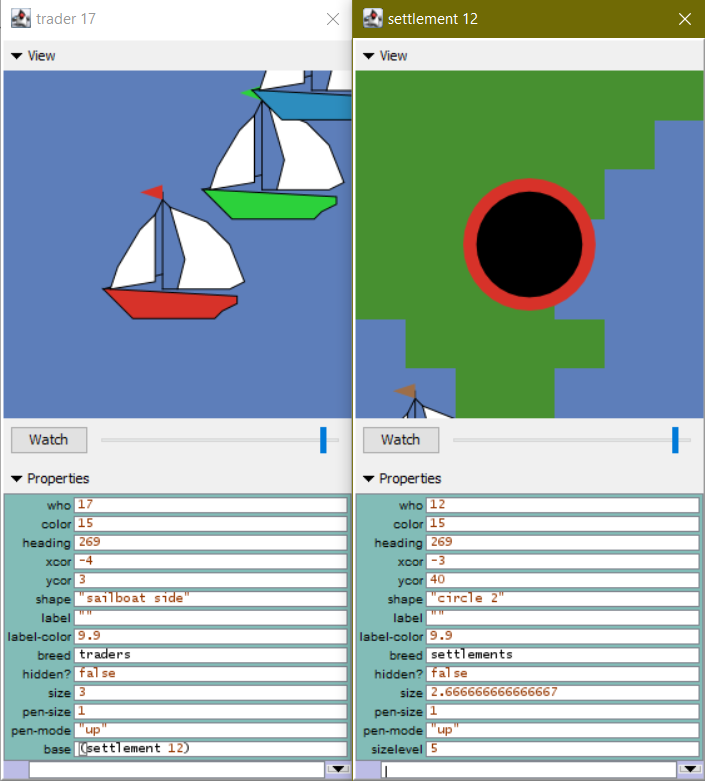 trader 17
View
Watch
Properties
who 17
color 15
heading 269
xcor -4
ycor 3
shape "sailboat side"
label ""
label-color 9.9
breed traders
hidden? false
size 3
pen-size 1
pen-mode "up"
base (settlement 12)
settlement 12
View
Watch
Properties
who 12
color 15
heading 269
xcor -3
ycor 40
shape "circle 2"
label ""
label-color 9.9
breed settlements
hidden? false
size 2.666666666666667
pen-size 1
pen-mode "up"
sizelevel 5